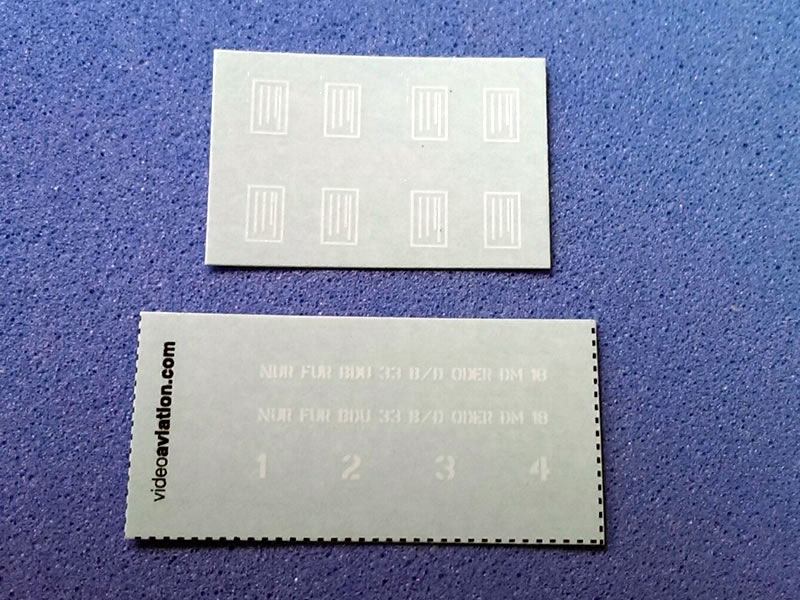 videoaviation.com
NUR FUR BDU 33 B/D ODER DM 18
NUR FUR BDU 33 B/D ODER DM 18
1 2 3 4